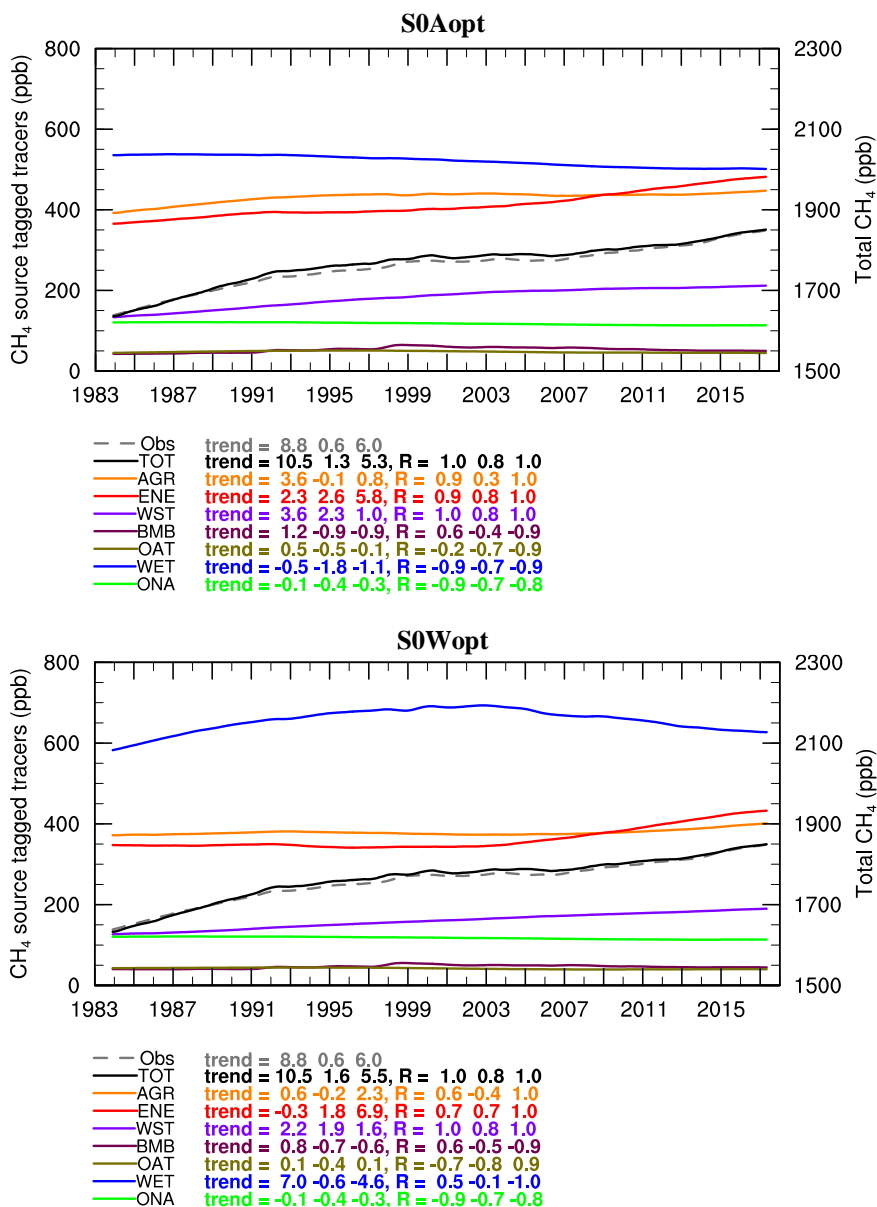 S0Aopt
CH4 source tagged tracers (ppb)
800
600
400
200
0
2300
2100
1900
1700
1500
Total CH4 (ppb)
1983 1987 1991 1995 1999 2003 2007 2011 2015
Obs trend = 8.8 0.6 6.0
TOT trend = 10.5 1.3 5.3, R = 1.0 0.8 1.0
AGR trend = 3.6 -0.1 0.8, R = 0.9 0.3 1.0
ENE trend = 2.3 2.6 5.8, R = 0.9 0.8 1.0
WST trend = 3.6 2.3 1.0, R = 1.0 0.8 1.0
BMB trend = 1.2 -0.9 -0.9, R = 0.6 -0.4 -0.9
OAT trend = 0.5 -0.5 -0.1, R = -0.2 -0.7 -0.9
WET trend = -0.5 -1.8 -1.1, R = -0.9 -0.7 -0.9
ONA trend = -0.1 -0.4 -0.3, R = -0.9 -0.7 -0.8
S0Wopt
CH4 source tagged tracers (ppb)
800
600
400
200
0
2300
2100
1900
1700
1500
Total CH4 (ppb)
1983 1987 1991 1995 1999 2003 2007 2011 2015
Obs trend = 8.8 0.6 6.0
TOT trend = 10.5 1.6 5.5, R = 1.0 0.8 1.0
AGR trend = 0.6 -0.2 2.3, R = 0.6 -0.4 1.0
ENE trend = -0.3 1.8 6.9, R = 0.7 0.7 1.0
WST trend = 2.2 1.9 1.6, R = 1.0 0.8 1.0
BMB trend = 0.8 -0.7 -0.6, R = 0.6 -0.5 -0.9
OAT trend = 0.1 -0.4 0.1, R = -0.7 -0.8 0.9
WET trend = 7.0 -0.6 -4.6, R = 0.5 -0.1 -1.0
ONA trend = -0.1 -0.4 -0.3, R = -0.9 -0.7 -0.8